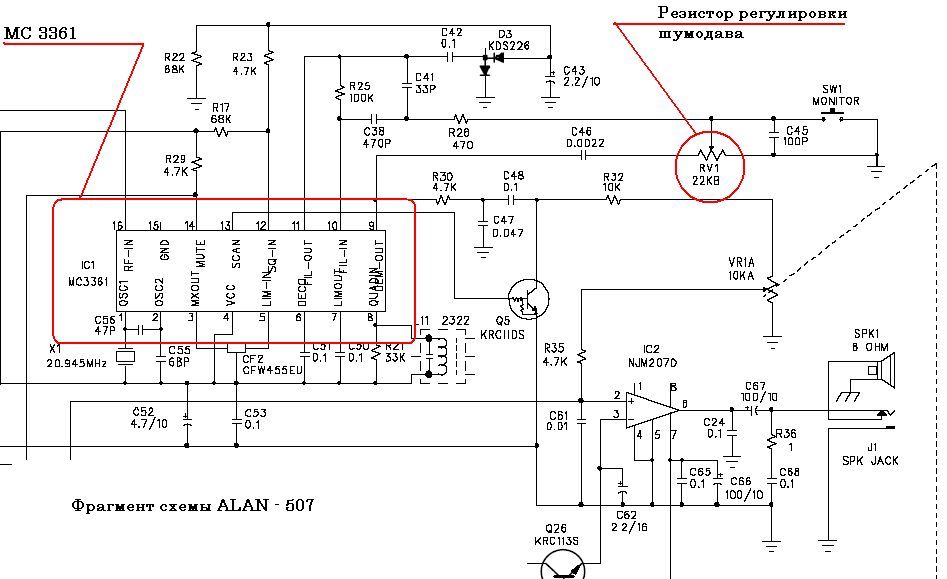 МС 3361
Резистор регулировки
шумодава
C42
0.1
D3
KDS226
R22
68K
R23
4.7K
R25
100K
C41
33P
C43
2.2/10
SW1
MONITOR
R17
68K
C38
470P
R28
470
C46
0.0022
C45
100P
R29
4.7K
RV1
22KB
R30
4.7K
C48
0.1
R32
10K
C47
0.047
16 15 14 13 12 11 10 9
RF-IN
GND
MUTE
SCAN
SQ-IN
FIL-OUT
FIL-IN
DEM-OUT
IC1
MC3361
OSC1
OSC2
MXOUT
VCC
LIM-IN
DECO
LIMOUT
QUADIN
1 2 3 4 5 6 7 8
VR1A
10KA
Q5
KRC110S
C56
47P
X1
20.945MHz
C55
68P
CF2
CFW455EU
C51
0.1
C50
0.1
R21
33K
I1 2322
R35
4.7K
IC2
NJM207D
SPK1
8 OHM
C67
100/10
C52
4.7/10
C53
0.1
C61
0.01
2
3
+
−
1
8
6
4
5
7
C24
0.1
R36
1
J1
SPK JACK
C65
0.1
C66
100/10
C68
0.1
C62
22/16
Q26
KRC113S
Фрагмент схемы ALAN - 507